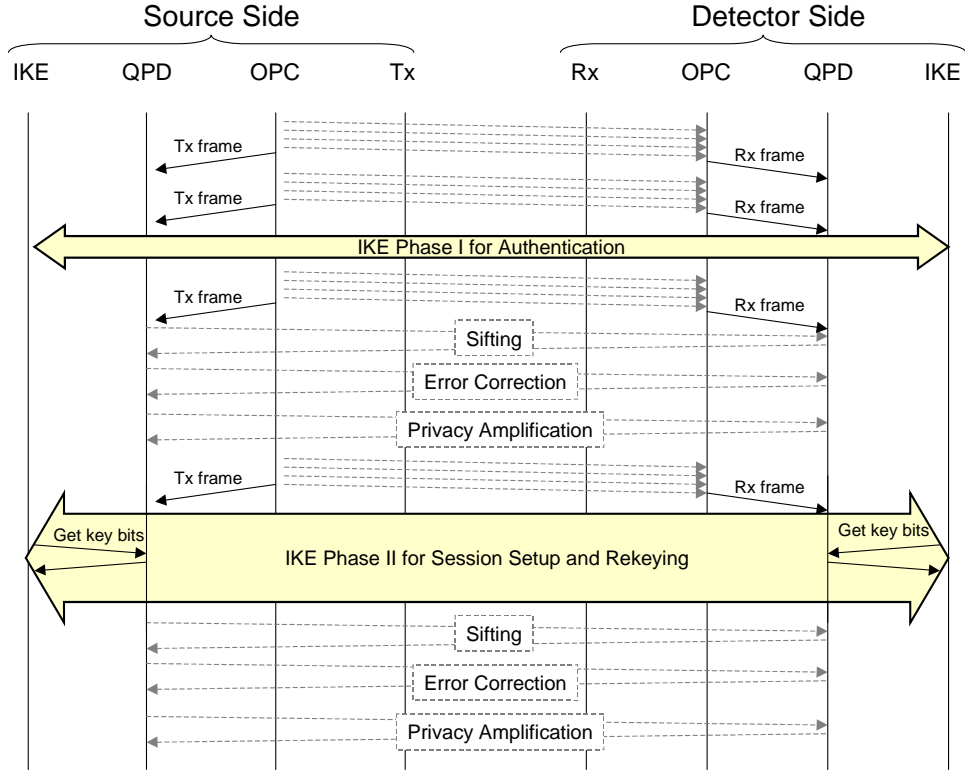 Source Side Detector Side
IKE QPD OPC Tx Rx OPC QPD IKE
Tx frame Rx frame
Tx frame Rx frame
IKE Phase I for Authentication
Tx frame Rx frame
Sifting
Error Correction
Privacy Amplification
Tx frame Rx frame
Get key bits Get key bits
IKE Phase II for Session Setup and Rekeying
Sifting
Error Correction
Privacy Amplification